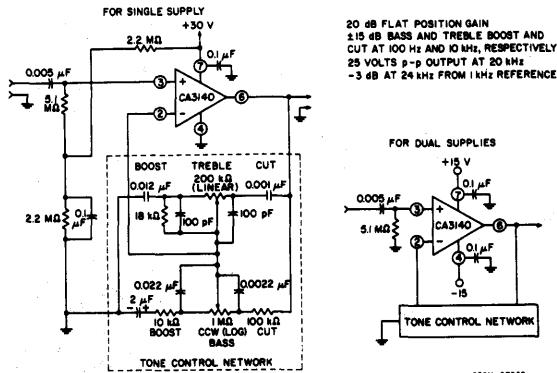 FOR SINGLE SUPPLY
+30 V
2.2 MΩ
0.1 μF
7
0.005 μF
3
+
CA3140
6
2
−
4
5.1 MΩ
2.2 MΩ
0.1 μF
BOOST TREBLE CUT
200 kΩ
(LINEAR)
0.012 μF
0.001 μF
18 kΩ
100 pF
100 pF
0.022 μF
0.0022 μF
2 μF
− +
10 kΩ
BOOST
1 MΩ
CCW (LOG)
BASS
100 kΩ
CUT
TONE CONTROL NETWORK
20 dB FLAT POSITION GAIN
±15 dB BASS AND TREBLE BOOST AND
CUT AT 100 Hz AND 10 kHz, RESPECTIVELY
25 VOLTS p-p OUTPUT AT 20 kHz
-3 dB AT 24 kHz FROM 1 kHz REFERENCE
FOR DUAL SUPPLIES
+15 V
0.1 μF
7
0.005 μF
3
+
CA3140
6
5.1 MΩ
2
−
4
0.1 μF
-15
TONE CONTROL NETWORK